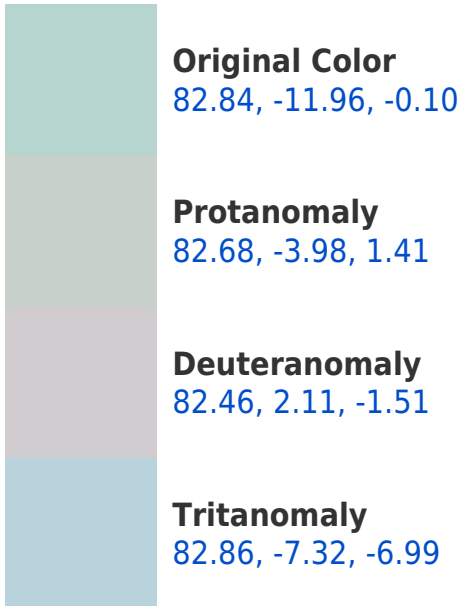 Original Color
82.84, -11.96, -0.10
Protanomaly
82.68, -3.98, 1.41
Deuteranomaly
82.46, 2.11, -1.51
Tritanomaly
82.86, -7.32, -6.99